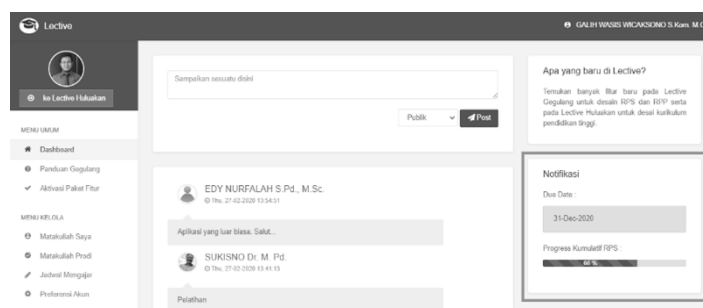 Lective
GALIH WASIS WICAKSONO S.Kom. M.C
ke Lective Huluakan
MENU UMUM
Dashboard
Panduan Gegulang
Aktivasi Paket Fitur
MENU KELOLA
Matakuliah Saya
Matakuliah Prodi
Jadwal Mengajar
Preferensi Akun
Sampaikan sesuatu disini
Publik
Post
EDY NURFALAH S.Pd., M.Sc.
Thu, 27-02-2020 13:54:51
Aplikasi yang luar biasa. Salut...
SUKISNO Dr. M. Pd.
Thu, 27-02-2020 13:41:15
Pelatihan
Apa yang baru di Lective?
Temukan banyak fitur baru pada Lective
Gegulang untuk desain RPS dan RPP serta
pada Lective Huluakan untuk desai kurikulum
pendidikan tinggi.
Notifikasi
Due Date :
31-Dec-2020
Progress Kumulatif RPS :
66 %